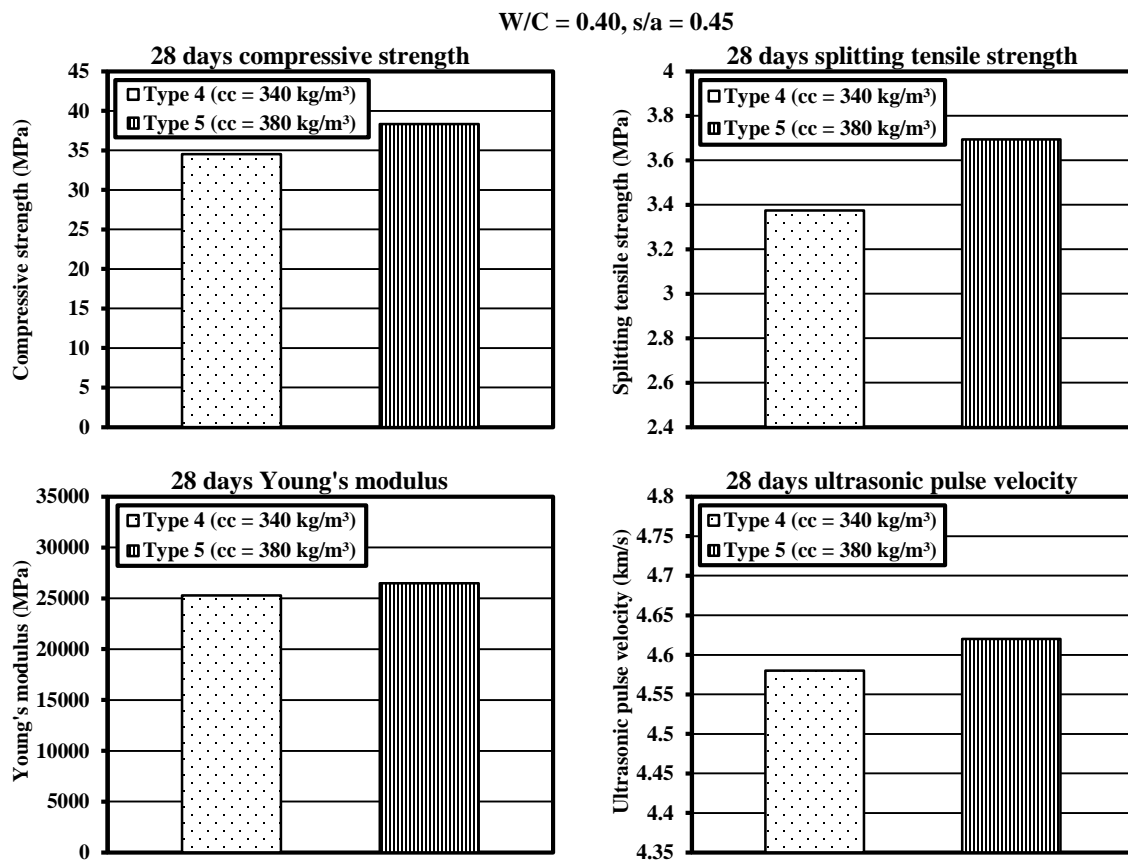 W/C = 0.40, s/a = 0.45
28 days compressive strength
Compressive strength (MPa)
45
40
35
30
25
20
15
10
5
0
Type 4 (cc = 340 kg/m³)
Type 5 (cc = 380 kg/m³)
28 days splitting tensile strength
Splitting tensile strength (MPa)
4
3.8
3.6
3.4
3.2
3
2.8
2.6
2.4
Type 4 (cc = 340 kg/m³)
Type 5 (cc = 380 kg/m³)
28 days Young's modulus
Young's modulus (MPa)
35000
30000
25000
20000
15000
10000
5000
0
Type 4 (cc = 340 kg/m³)
Type 5 (cc = 380 kg/m³)
28 days ultrasonic pulse velocity
Ultrasonic pulse velocity (km/s)
4.8
4.75
4.7
4.65
4.6
4.55
4.5
4.45
4.4
4.35
Type 4 (cc = 340 kg/m³)
Type 5 (cc = 380 kg/m³)